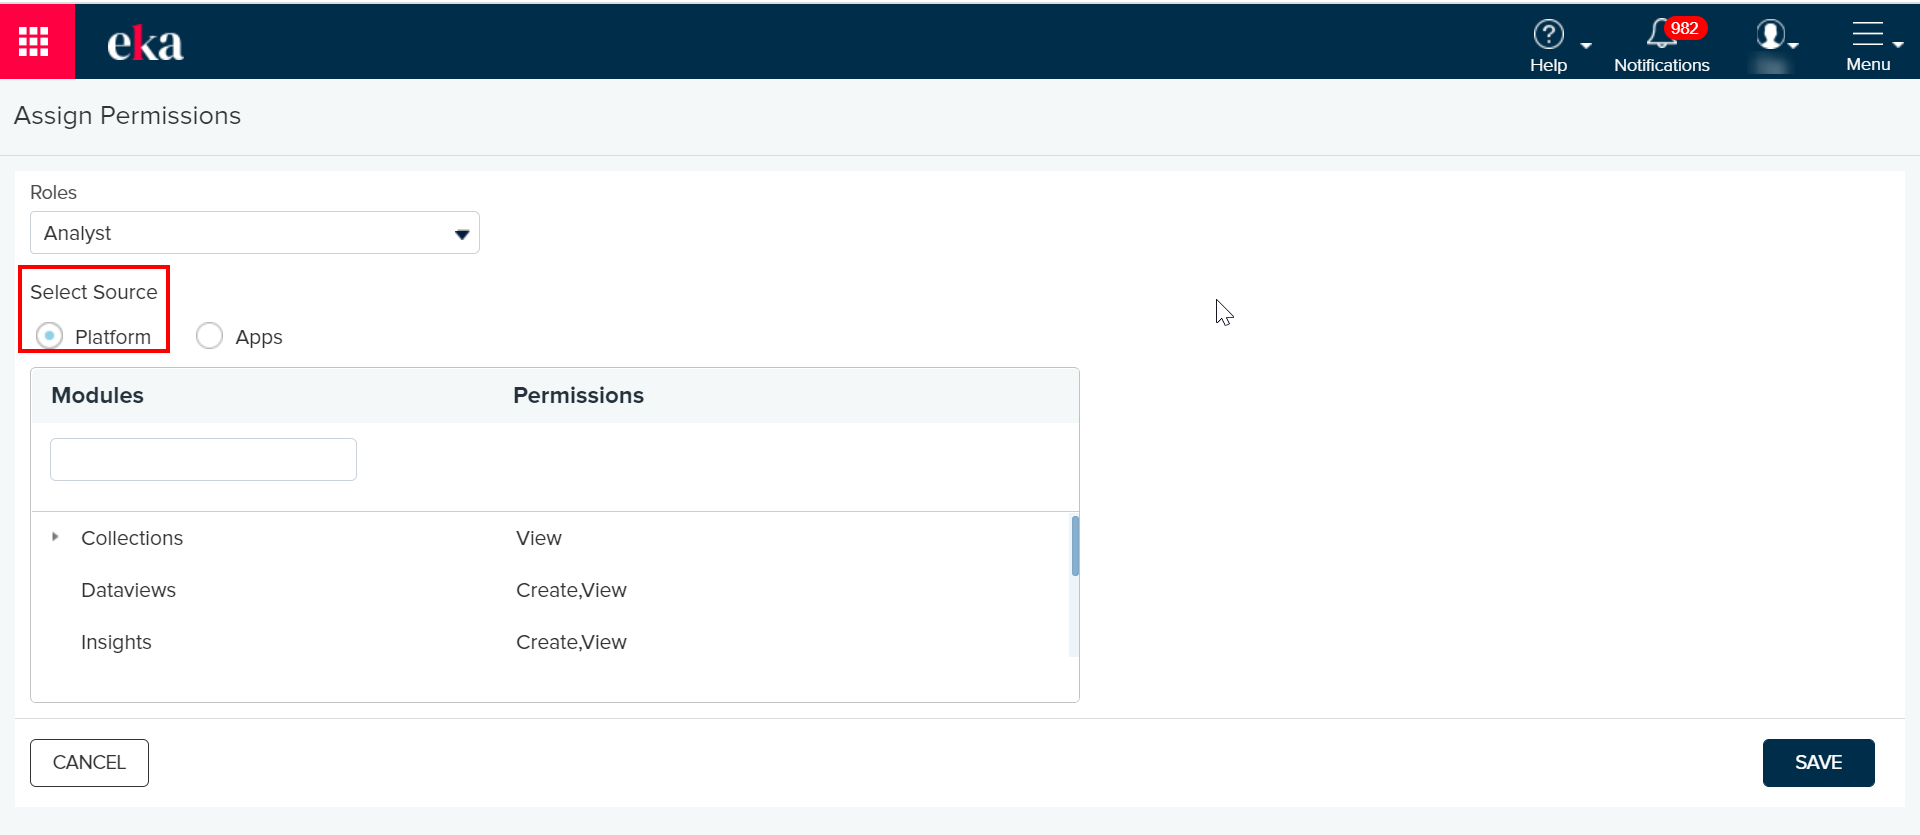 eka
?
Help
982
Notifications
Menu
Assign Permissions
Roles
Analyst
Select Source
Platform
Apps
Modules Permissions
Collections View
Dataviews Create,View
Insights Create,View
CANCEL
SAVE